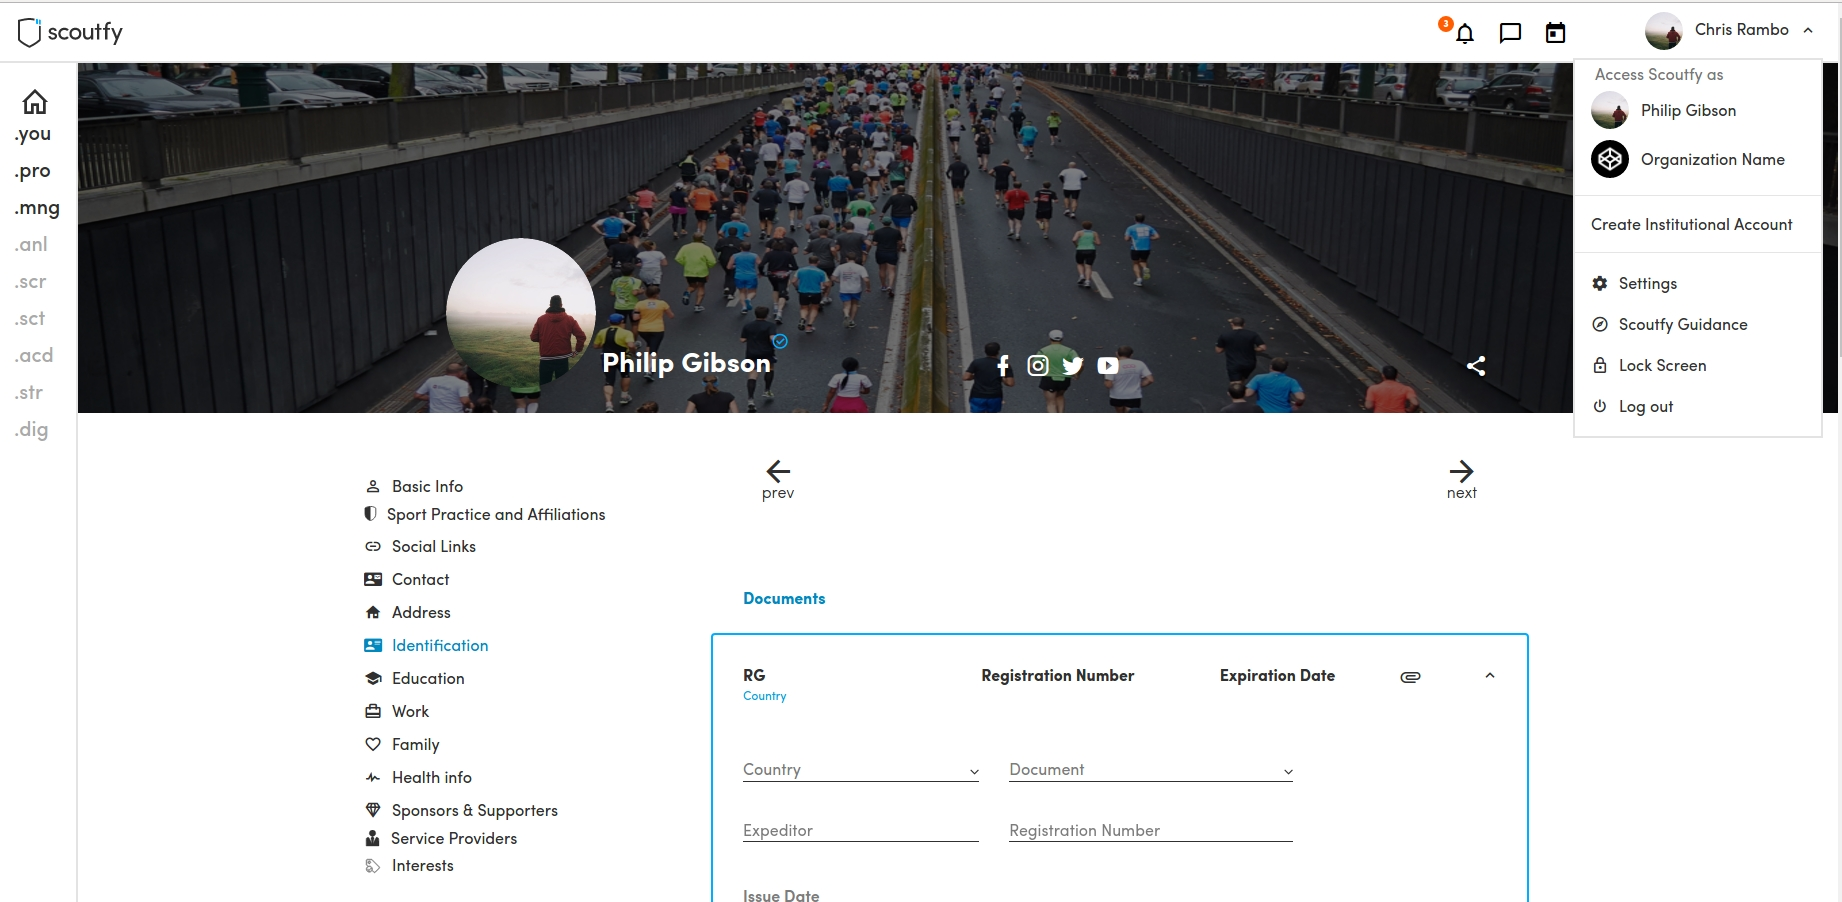 scoutfy
3
Chris Rambo
Access Scoutfy as
Philip Gibson
Organization Name
Create Institutional Account
Settings
Scoutfy Guidance
Lock Screen
Log out
.you
.pro
.mng
.anl
.scr
.sct
.acd
.str
.dig
Philip Gibson
Basic Info
Sport Practice and Affiliations
Social Links
Contact
Address
Identification
Education
Work
Family
Health info
Sponsors & Supporters
Service Providers
Interests
prev
next
Documents
RG
Country
Registration Number
Expiration Date
Country
Document
Expeditor
Registration Number
Issue Date